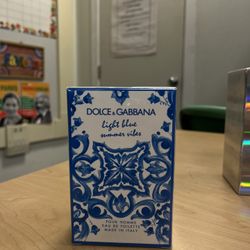 DOLCE & GABBANA
light blue
summer vibes
POUR HOMME
EAU DE TOILETTE
MADE IN ITALY